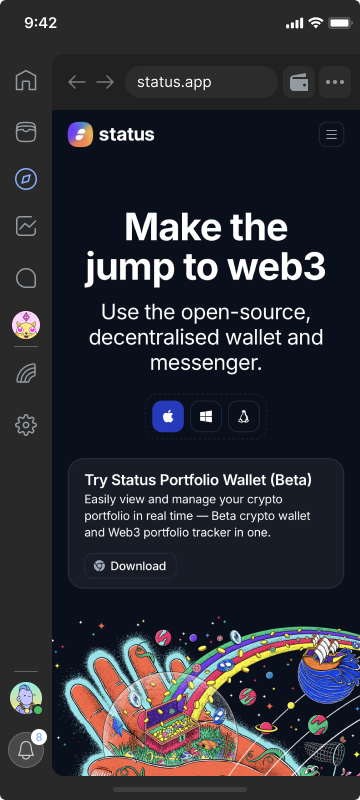 9:42
status.app
status
Make the
jump to web3
Use the open-source,
decentralised wallet and
messenger.
Try Status Portfolio Wallet (Beta)
Easily view and manage your crypto
portfolio in real time — Beta crypto wallet
and Web3 portfolio tracker in one.
Download
8